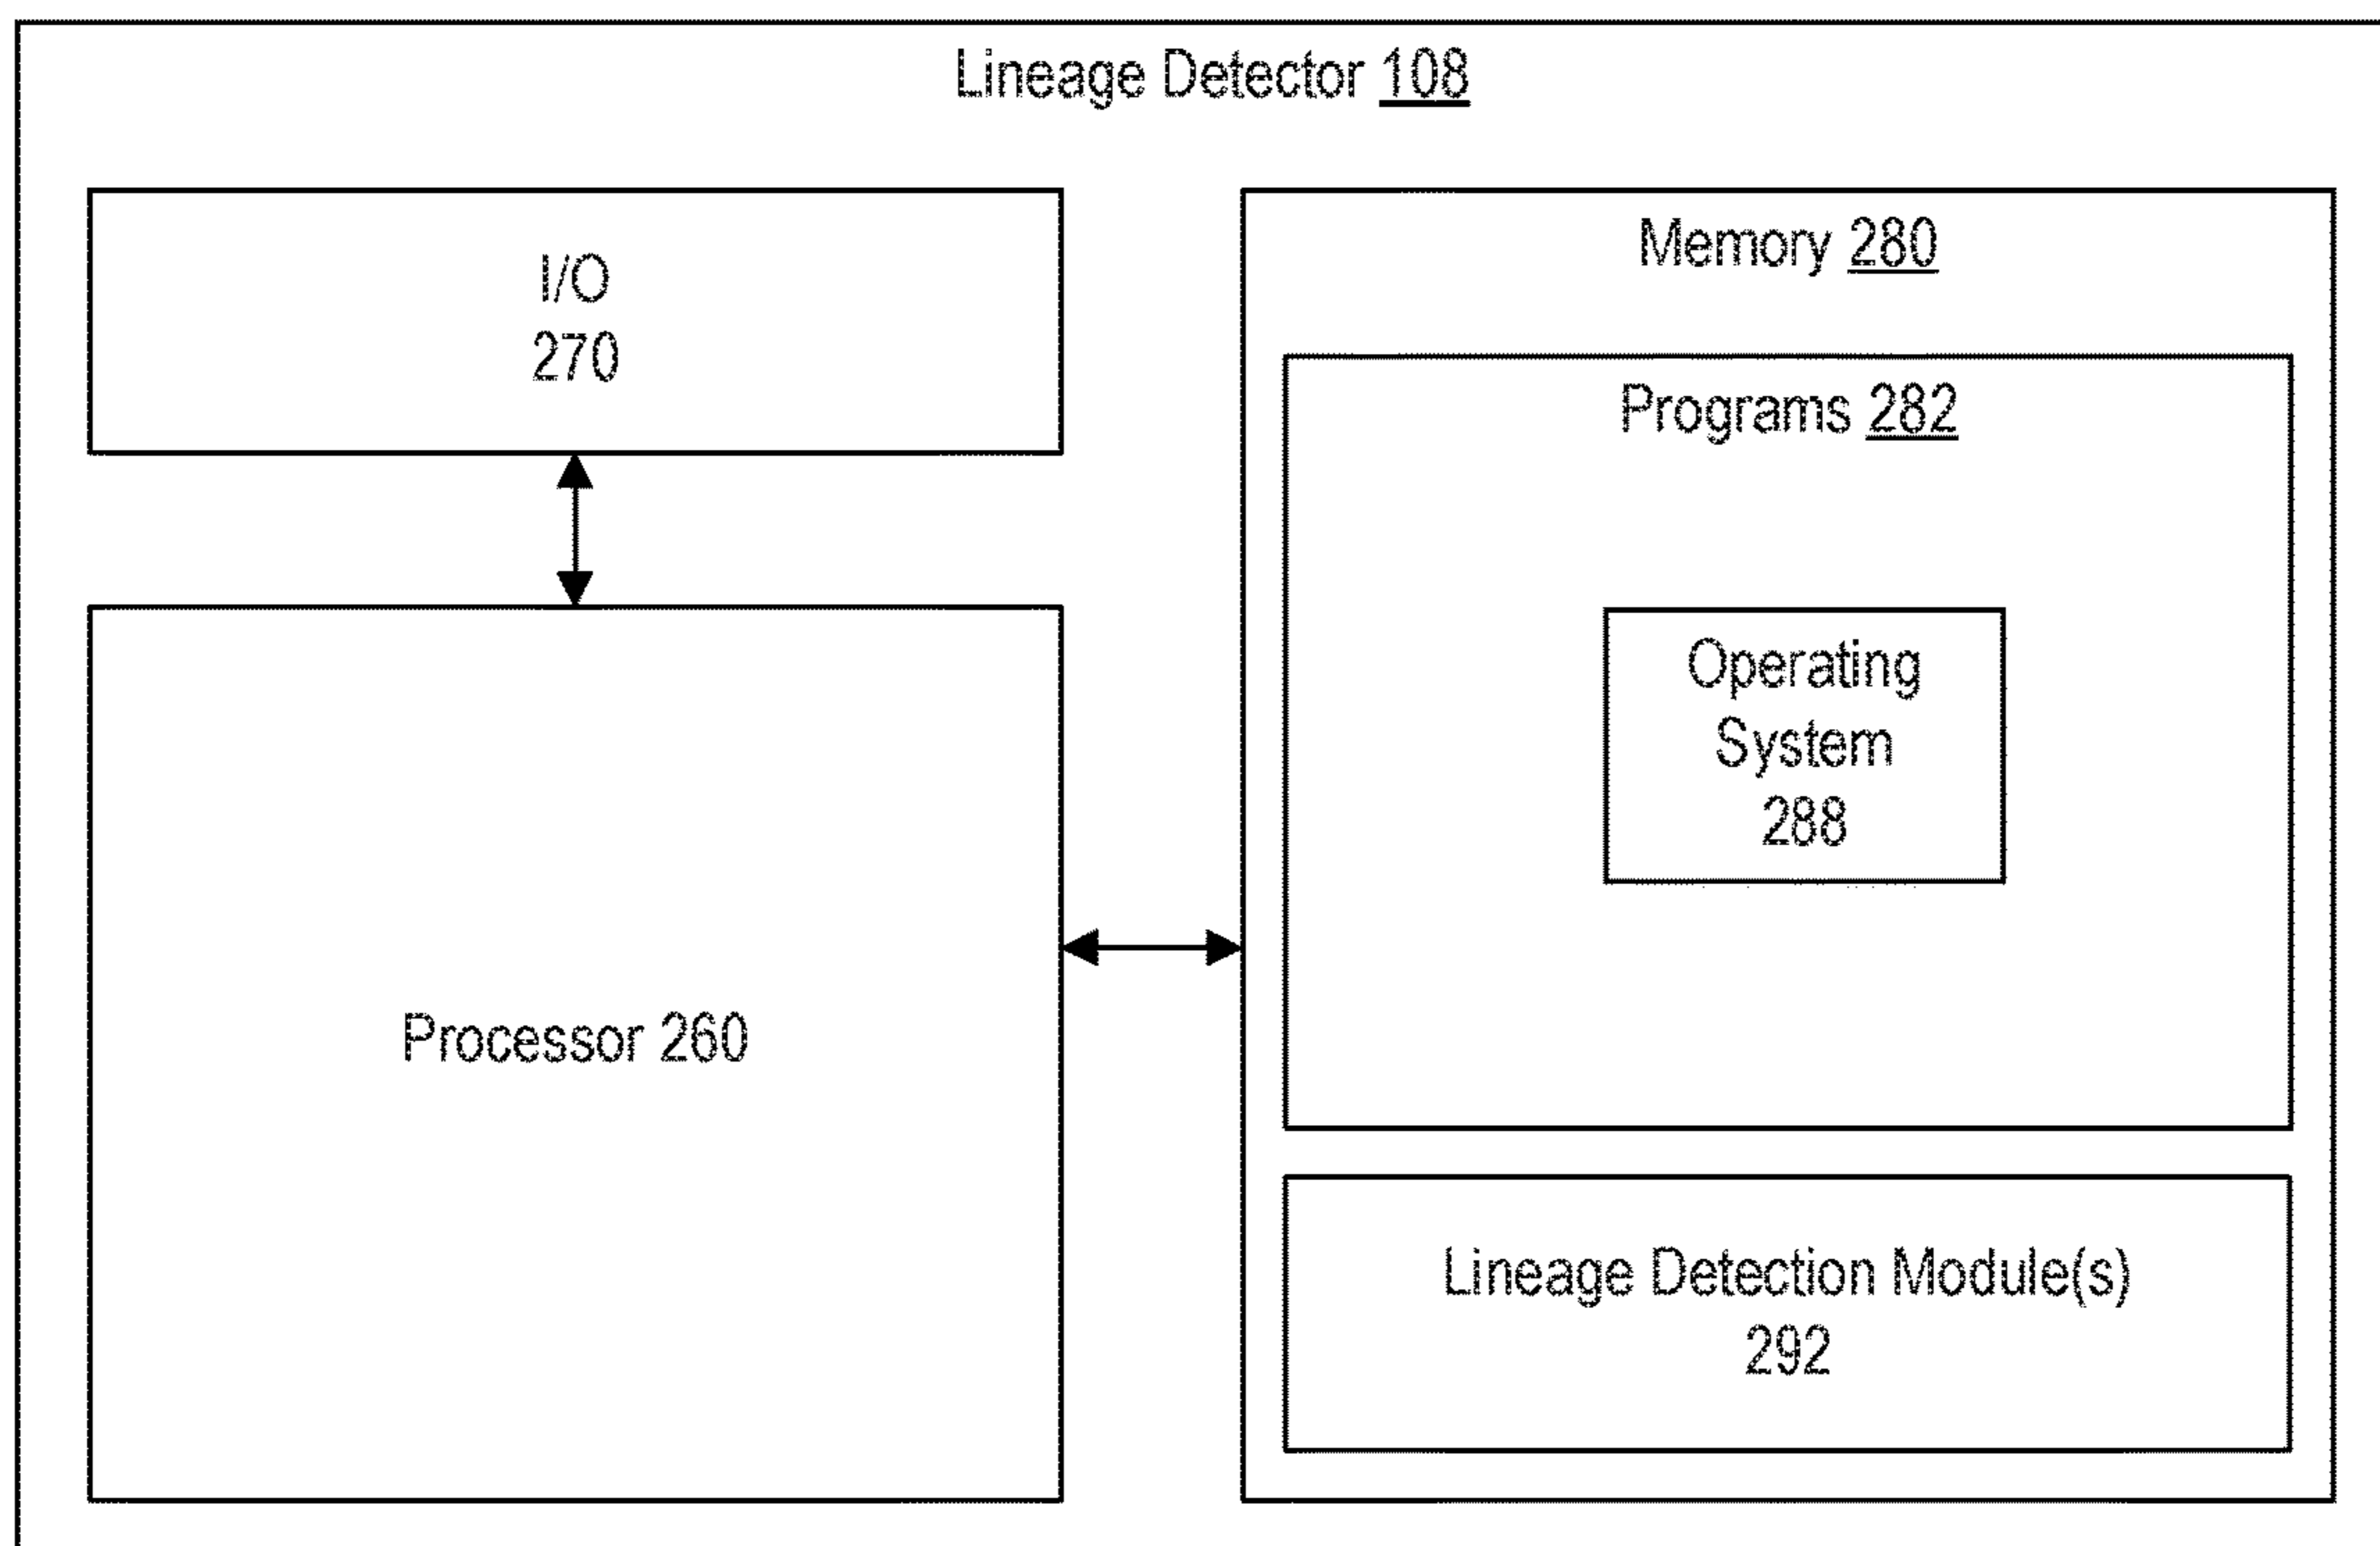 Lineage Detector 108
I/O
270
Processor 260
Memory 280
Programs 282
Operating
System
288
Lineage Detection Module(s)
292